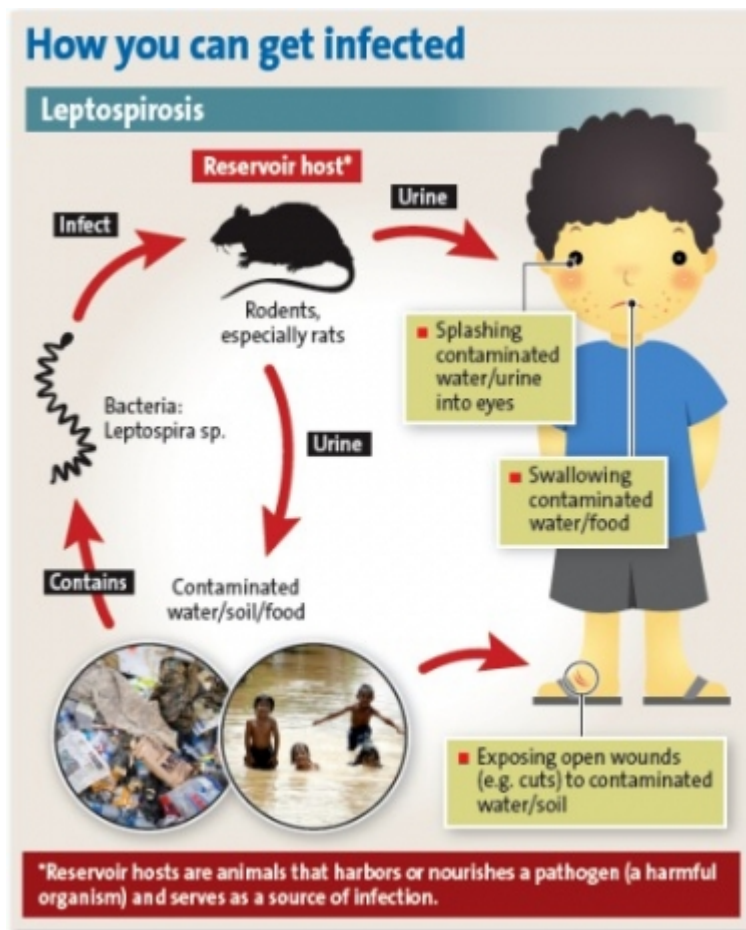 How you can get infected
Leptospirosis
Reservoir host*
Infect
Urine
Rodents,
especially rats
Bacteria:
Leptospira sp.
Urine
Contains
Contaminated
water/soil/food
■ Splashing
contaminated
water/urine
into eyes
■ Swallowing
contaminated
water/food
■ Exposing open wounds
(e.g. cuts) to contaminated
water/soil
*Reservoir hosts are animals that harbors or nourishes a pathogen (a harmful
organism) and serves as a source of infection.